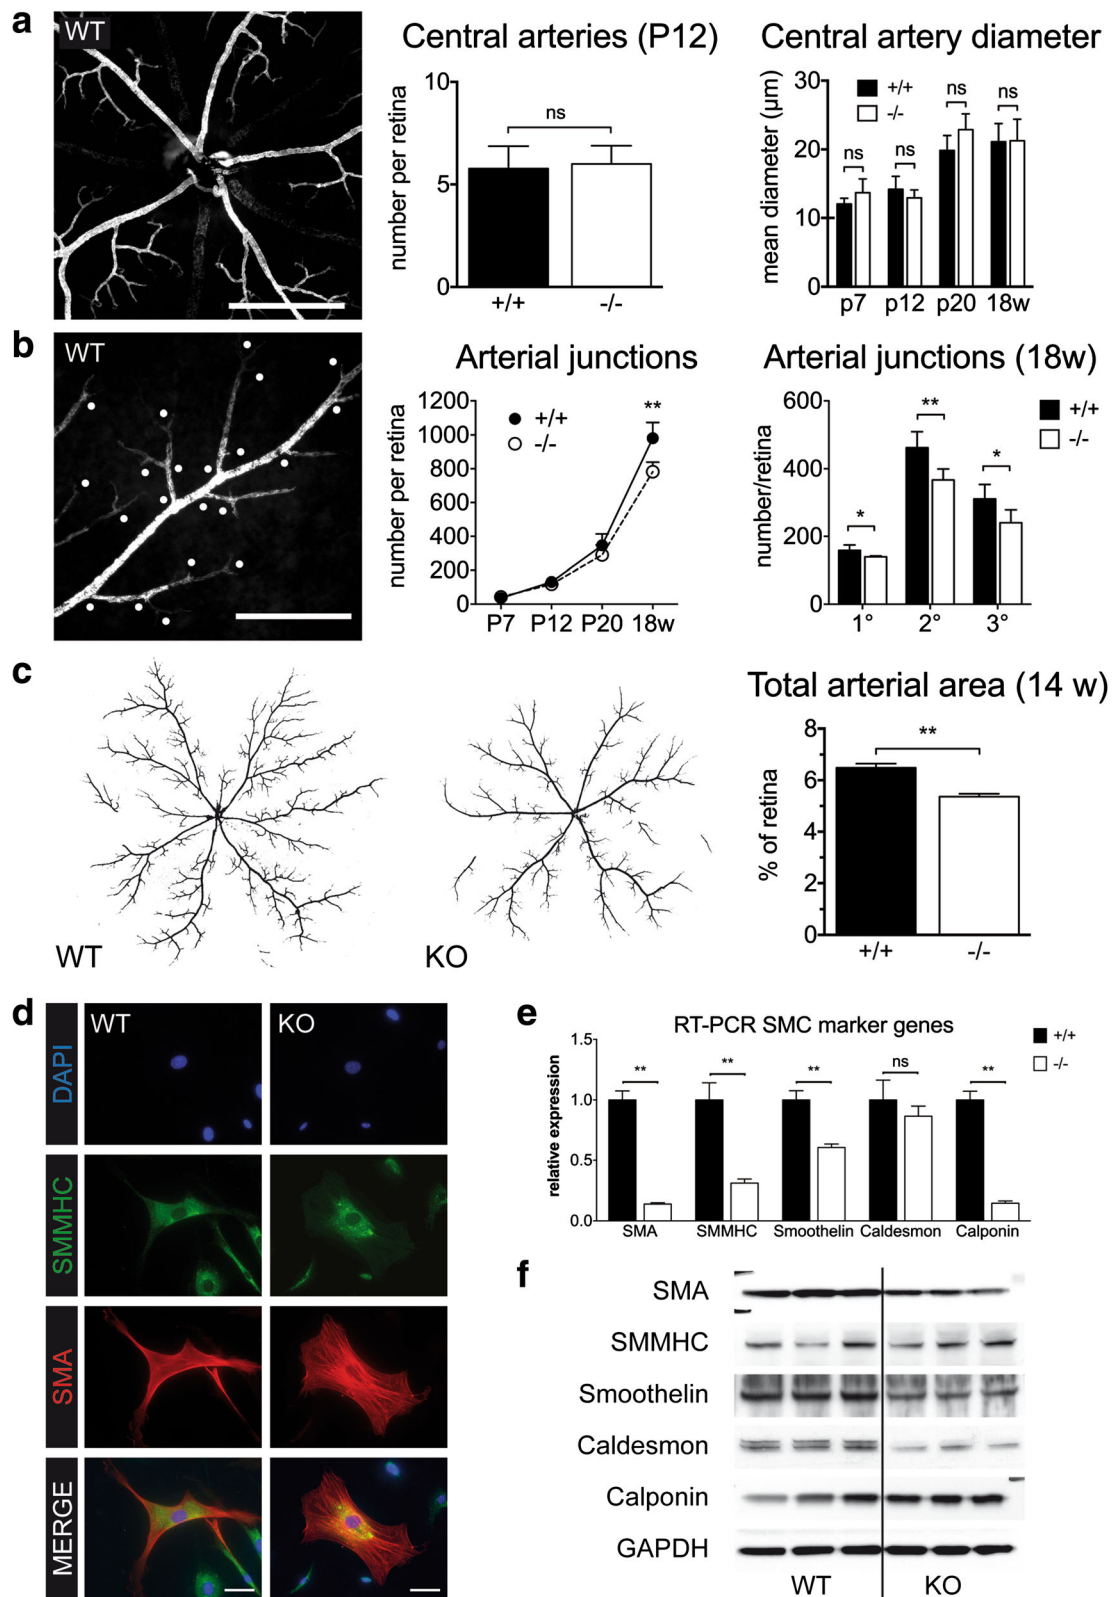 a
WT
Central arteries (P12)
number per retina
10
5
0
ns
+/+
-/-
Central artery diameter
mean diameter (µm)
30
20
10
0
+/+
-/-
ns
ns
ns
ns
p7 p12 p20 18w
b
WT
Arterial junctions
number per retina
1200
1000
800
600
400
200
0
+/+
-/-
**
P7 P12 P20 18w
Arterial junctions (18w)
number/retina
600
400
200
0
+/+
-/-
*
**
*
1° 2° 3°
c
WT
KO
Total arterial area (14 w)
% of retina
8
6
4
2
0
**
+/+
-/-
d
WT
KO
DAPI
SMMHC
SMA
MERGE
e
RT-PCR SMC marker genes
relative expression
1.5
1.0
0.5
0.0
+/+
-/-
**
**
**
ns
**
SMA SMMHC Smoothelin Caldesmon Calponin
f
SMA
SMMHC
Smoothelin
Caldesmon
Calponin
GAPDH
WT KO